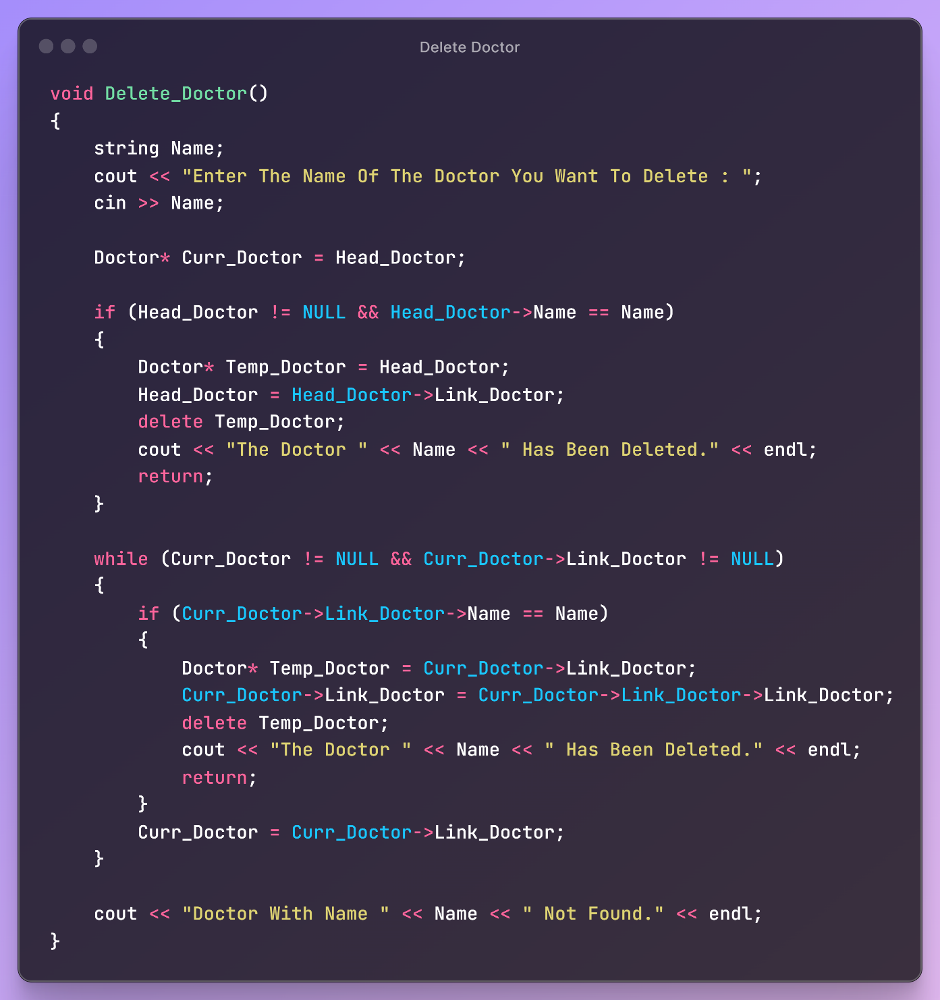 Delete Doctor
void Delete_Doctor()
{
    string Name;
    cout << "Enter The Name Of The Doctor You Want To Delete : ";
    cin >> Name;

    Doctor* Curr_Doctor = Head_Doctor;

    if (Head_Doctor != NULL && Head_Doctor->Name == Name)
    {
        Doctor* Temp_Doctor = Head_Doctor;
        Head_Doctor = Head_Doctor->Link_Doctor;
        delete Temp_Doctor;
        cout << "The Doctor " << Name << " Has Been Deleted." << endl;
        return;
    }

    while (Curr_Doctor != NULL && Curr_Doctor->Link_Doctor != NULL)
    {
        if (Curr_Doctor->Link_Doctor->Name == Name)
        {
            Doctor* Temp_Doctor = Curr_Doctor->Link_Doctor;
            Curr_Doctor->Link_Doctor = Curr_Doctor->Link_Doctor->Link_Doctor;
            delete Temp_Doctor;
            cout << "The Doctor " << Name << " Has Been Deleted." << endl;
            return;
        }
        Curr_Doctor = Curr_Doctor->Link_Doctor;
    }

    cout << "Doctor With Name " << Name << " Not Found." << endl;
}